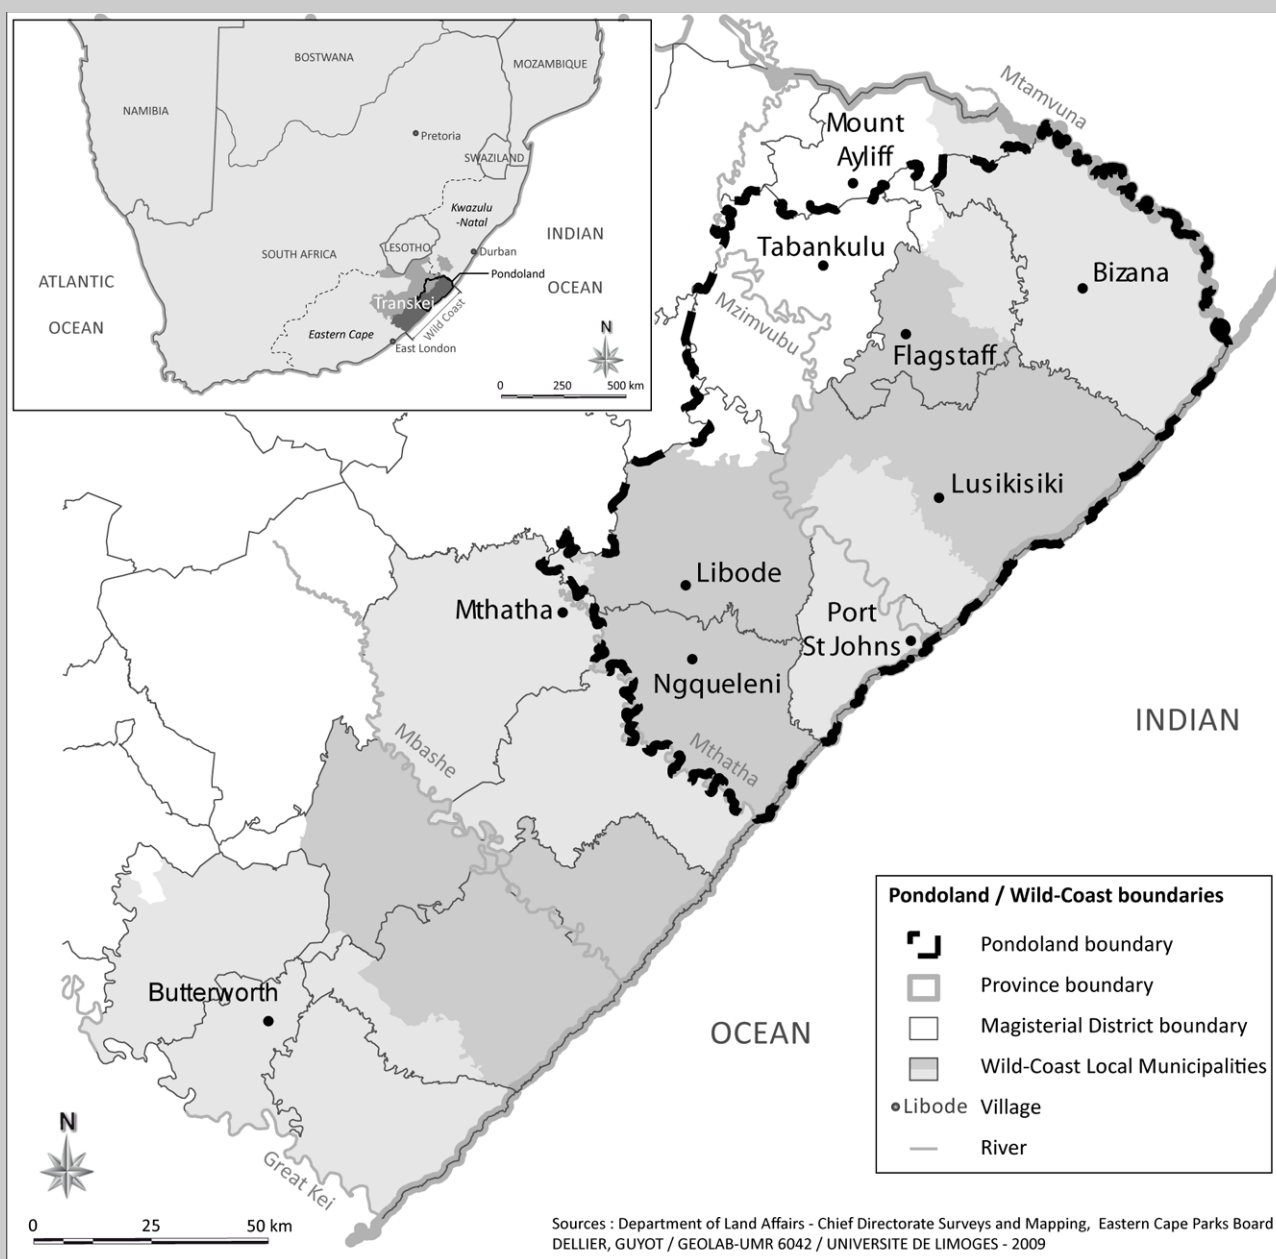 BOSTWANA
MOZAMBIQUE
NAMIBIA
Pretoria
SWAZILAND
Kwazulu
-Natal
LESOTHO
Durban
INDIAN
OCEAN
SOUTH AFRICA
Pondoland
ATLANTIC
OCEAN
Transkei
Wild Coast
Eastern Cape
East London
N
0 250 500 km
Mtamvuna
Mount
Ayliff
Tabankulu
Bizana
Mzimvubu
Flagstaff
Lusikisiki
Libode
Mthatha
Port
St Johns
Ngqueleni
Mthatha
Mbashe
INDIAN
OCEAN
Butterworth
Great Kei
N
0 25 50 km
Pondoland / Wild-Coast boundaries
Pondoland boundary
Province boundary
Magisterial District boundary
Wild-Coast Local Municipalities
Libode Village
River
Sources : Department of Land Affairs - Chief Directorate Surveys and Mapping, Eastern Cape Parks Board
DELLIER, GUYOT / GEOLAB-UMR 6042 / UNIVERSITE DE LIMOGES - 2009